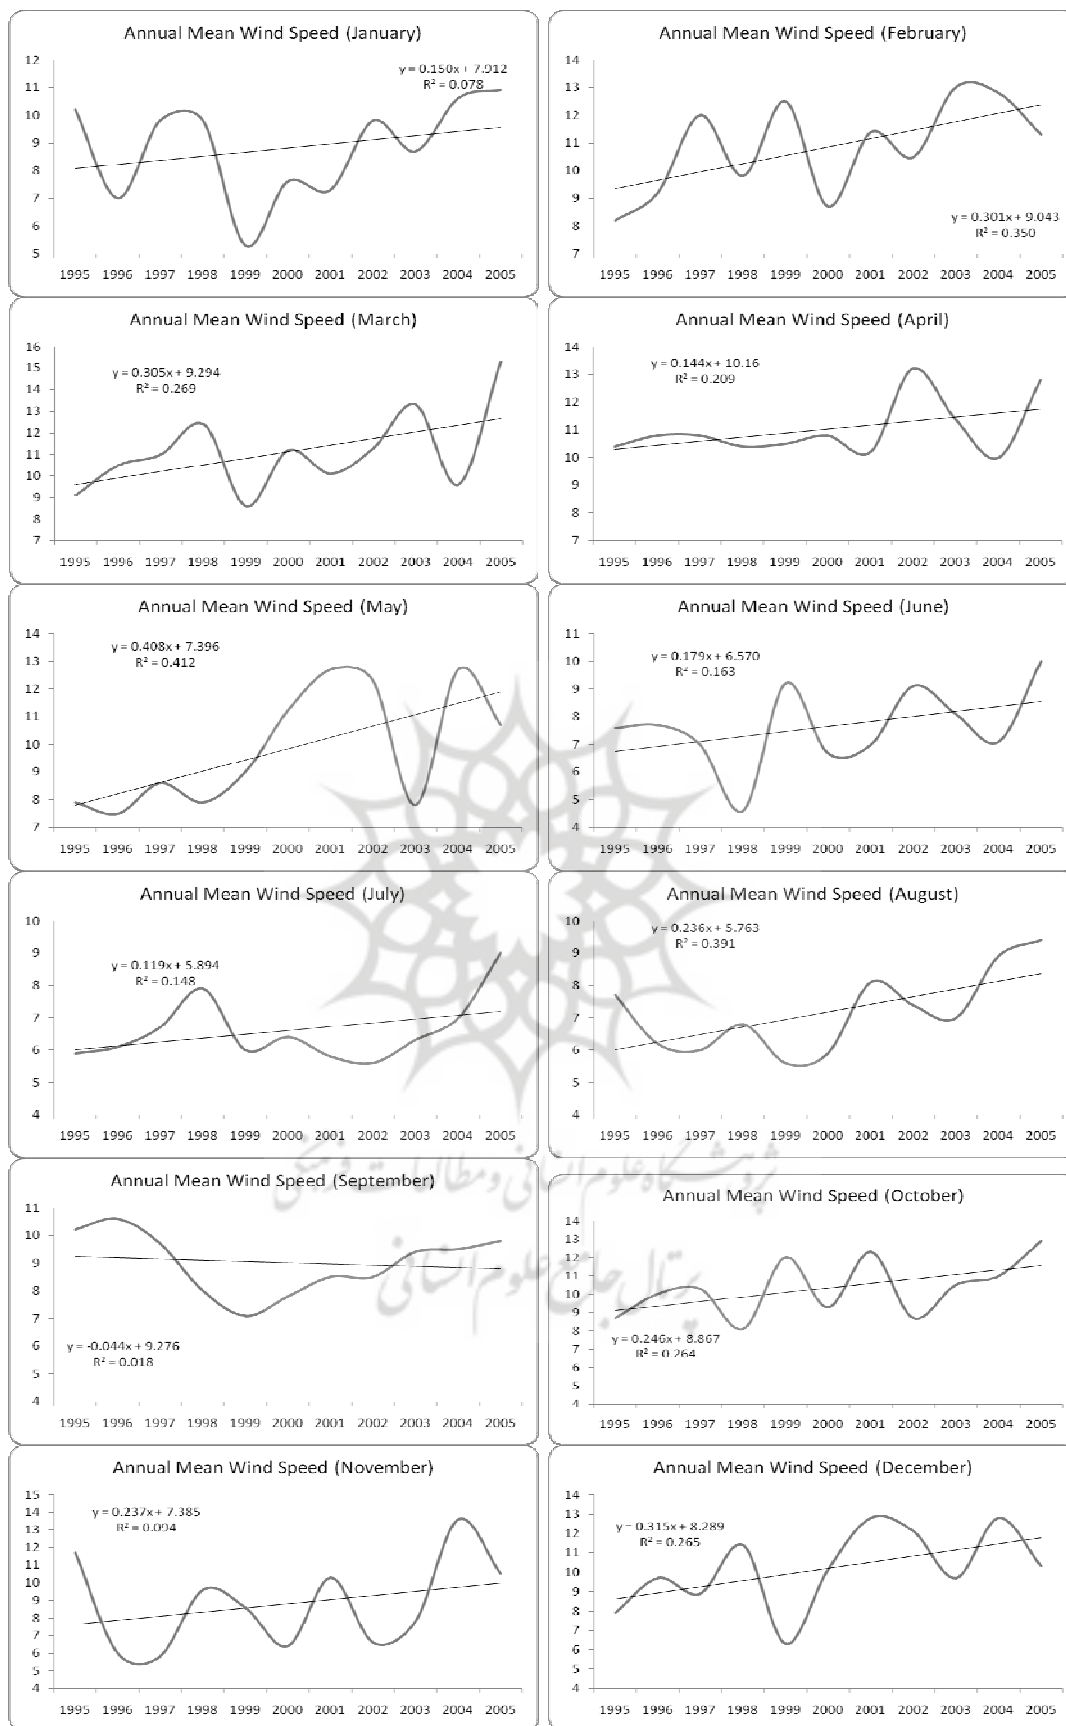 Annual Mean Wind Speed (January)
y = 0.150x + 7.912
R² = 0.078
12
11
10
9
8
7
6
5
1995 1996 1997 1998 1999 2000 2001 2002 2003 2004 2005
Annual Mean Wind Speed (February)
14
13
12
11
10
9
8
7
y = 0.301x + 9.043
R² = 0.350
1995 1996 1997 1998 1999 2000 2001 2002 2003 2004 2005
Annual Mean Wind Speed (March)
y = 0.305x + 9.294
R² = 0.269
16
15
14
13
12
11
10
9
8
7
1995 1996 1997 1998 1999 2000 2001 2002 2003 2004 2005
Annual Mean Wind Speed (April)
y = 0.144x + 10.16
R² = 0.209
14
13
12
11
10
9
8
7
1995 1996 1997 1998 1999 2000 2001 2002 2003 2004 2005
Annual Mean Wind Speed (May)
y = 0.408x + 7.396
R² = 0.412
14
13
12
11
10
9
8
7
1995 1996 1997 1998 1999 2000 2001 2002 2003 2004 2005
Annual Mean Wind Speed (June)
y = 0.179x + 6.570
R² = 0.163
11
10
9
8
7
6
5
4
1995 1996 1997 1998 1999 2000 2001 2002 2003 2004 2005
Annual Mean Wind Speed (July)
y = 0.119x + 5.894
R² = 0.148
10
9
8
7
6
5
4
1995 1996 1997 1998 1999 2000 2001 2002 2003 2004 2005
Annual Mean Wind Speed (August)
y = 0.236x + 5.763
R² = 0.391
10
9
8
7
6
5
4
1995 1996 1997 1998 1999 2000 2001 2002 2003 2004 2005
پژوهشگاه علوم انسانی و مطالعات فرهنگی
پرتال جامع علوم انسانی
Annual Mean Wind Speed (September)
11
10
9
8
7
6
5
4
y = -0.044x + 9.276
R² = 0.018
1995 1996 1997 1998 1999 2000 2001 2002 2003 2004 2005
Annual Mean Wind Speed (October)
14
13
12
11
10
9
8
7
6
5
4
y = 0.246x + 8.867
R² = 0.264
1995 1996 1997 1998 1999 2000 2001 2002 2003 2004 2005
Annual Mean Wind Speed (November)
y = 0.237x + 7.385
R² = 0.094
15
14
13
12
11
10
9
8
7
6
5
4
1995 1996 1997 1998 1999 2000 2001 2002 2003 2004 2005
Annual Mean Wind Speed (December)
y = 0.315x + 8.289
R² = 0.265
14
13
12
11
10
9
8
7
6
5
4
1995 1996 1997 1998 1999 2000 2001 2002 2003 2004 2005